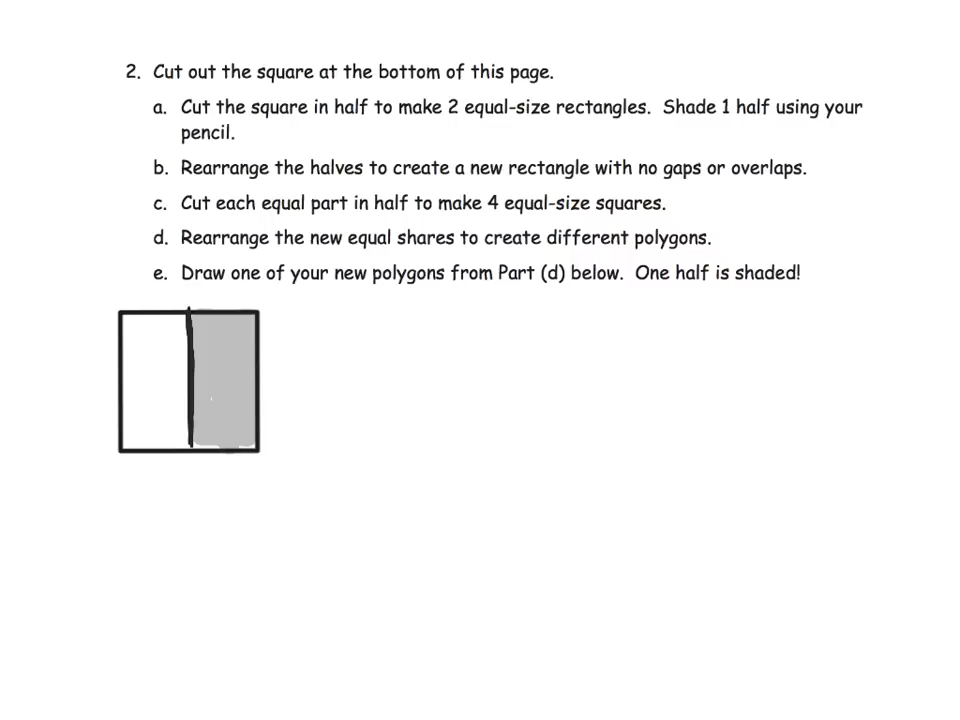 2. Cut out the square at the bottom of this page.
a. Cut the square in half to make 2 equal-size rectangles. Shade 1 half using your
pencil.
b. Rearrange the halves to create a new rectangle with no gaps or overlaps.
c. Cut each equal part in half to make 4 equal-size squares.
d. Rearrange the new equal shares to create different polygons.
e. Draw one of your new polygons from Part (d) below. One half is shaded!